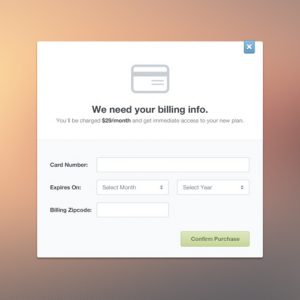 We need your billing info.
You'll be charged $29/month and get immediate access to your new plan.
Card Number:
Expires On: Select Month Select Year
Billing Zipcode:
Confirm Purchase